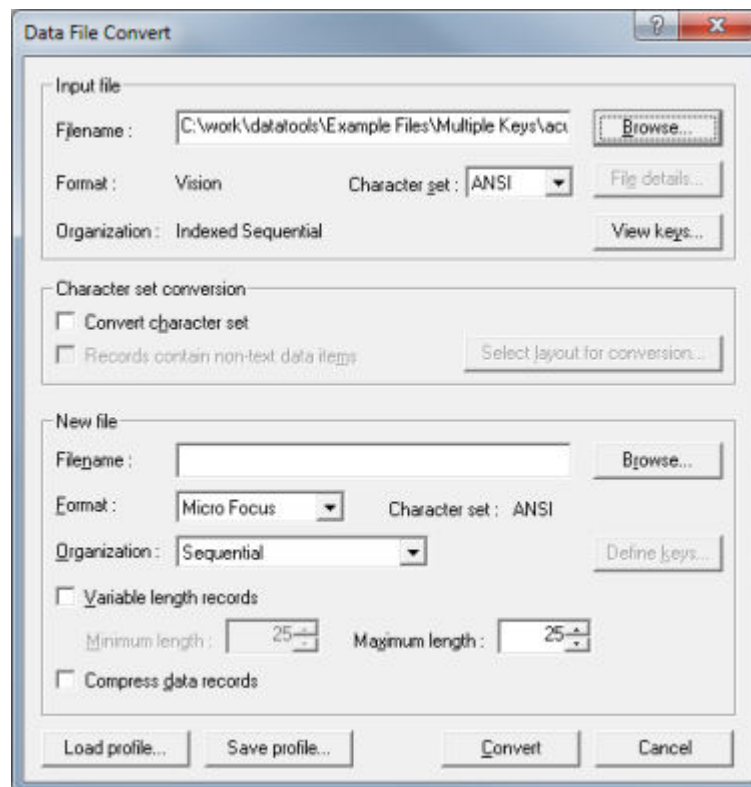 Data File Convert
Input file
Filename :
C:\work\datatools\Example Files\Multiple Keys\acu
Browse...
Format :
Vision
Character set :
ANSI
File details...
Organization :
Indexed Sequential
View keys...
Character set conversion
Convert character set
Records contain non-text data items
Select layout for conversion...
New file
Filename :
Browse...
Format :
Micro Focus
Character set :
ANSI
Organization :
Sequential
Define keys...
Variable length records
Minimum length :
25
Maximum length :
25
Compress data records
Load profile...
Save profile...
Convert
Cancel